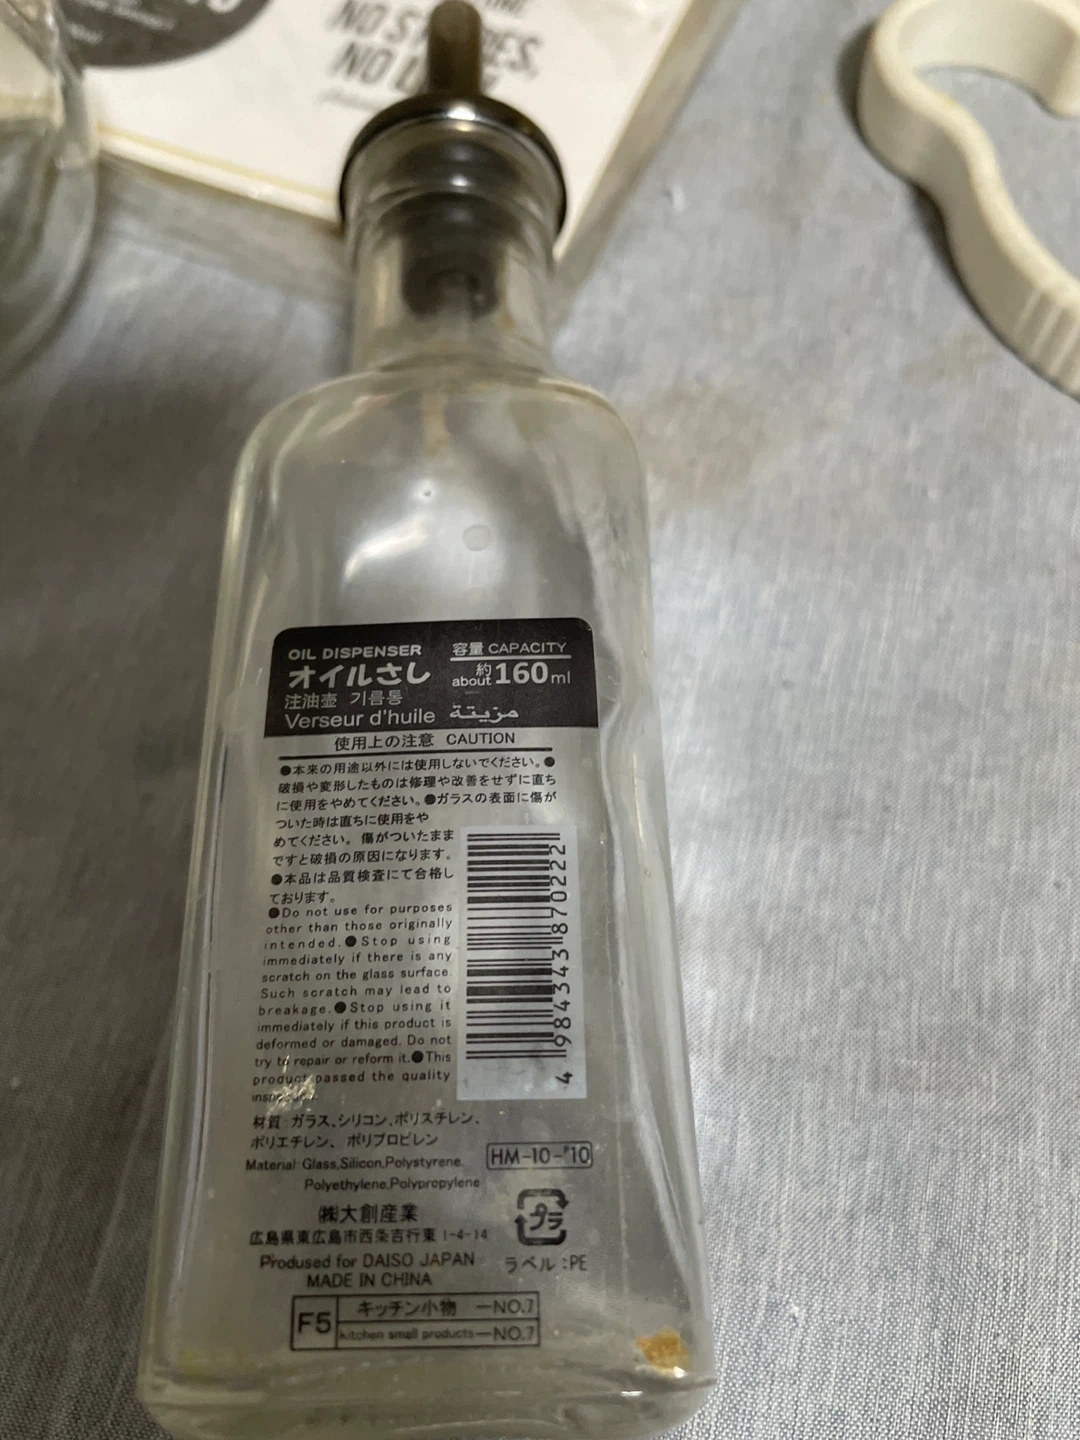 NO S
NO
OIL DISPENSER
オイルさし
注油壺 기름통
Verseur d'huile مزيتة
容量 CAPACITY
約 about 160ml
使用上の注意 CAUTION
●本来の用途以外には使用しないでください。●
破損や変形したものは修理や改善をせずに直ち
に使用をやめてください。●ガラスの表面に傷が
ついた時は直ちに使用をや
めてください。傷がついたまま
ですと破損の原因になります。
●本品は品質検査にて合格し
ております。
●Do not use for purposes
other than those originally
intended.●Stop using
immediately if there is any
scratch on the glass surface.
Such scratch may lead to
breakage.●Stop using it
immediately if this product is
deformed or damaged. Do not
try to repair or reform it.●This
product passed the quality
4 984343 870222
材質:ガラス、シリコン、ポリスチレン、
ポリエチレン、ポリプロピレン
Material:Glass,Silicon,Polystyrene,
Polyethylene,Polypropylene
HM-10-'10
㈱大創産業
広島県東広島市西条吉行東 1-4-14
Prodused for DAISO JAPAN
MADE IN CHINA
プラ
ラベル:PE
F5
キッチン小物 —NO.7
kitchen small products—NO.7